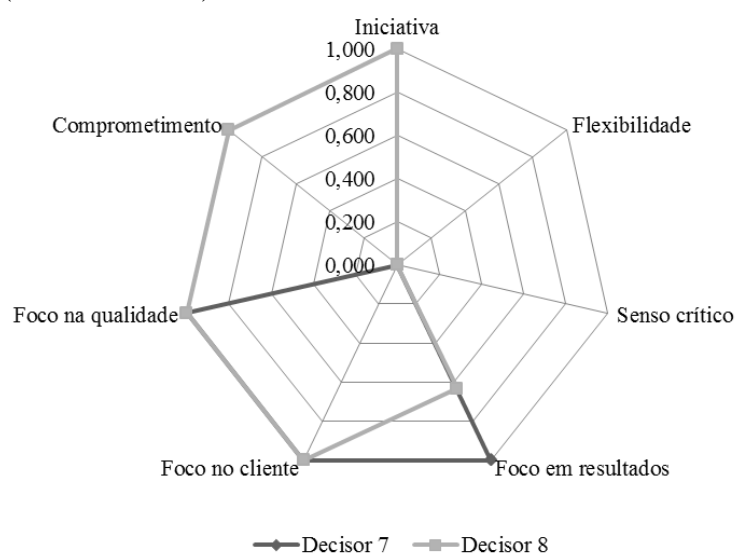 Iniciativa
1,000
0,800
0,600
0,400
0,200
0,000
Flexibilidade
Senso crítico
Foco em resultados
Foco no cliente
Foco na qualidade
Comprometimento
Decisor 7
Decisor 8